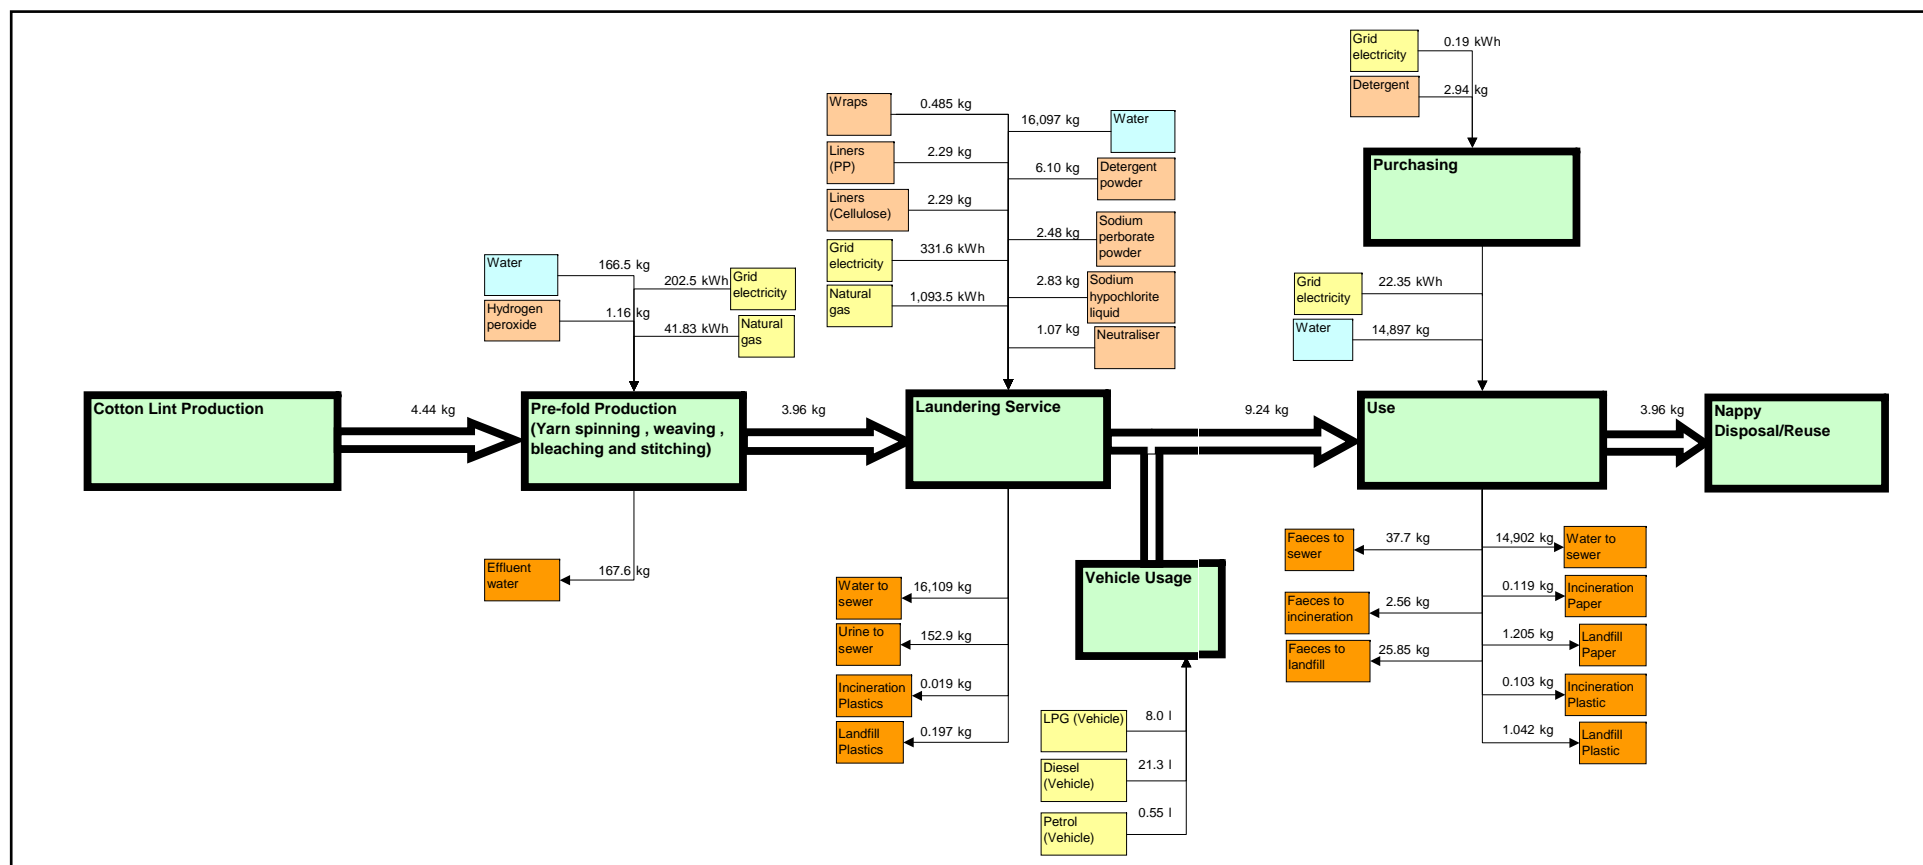 Grid
electricity
0.19 kWh
Detergent
2.94 kg
Purchasing
Wraps
0.485 kg
16,097 kg
Water
Liners
(PP)
2.29 kg
6.10 kg
Detergent
powder
Liners
(Cellulose)
2.29 kg
2.48 kg
Sodium
perborate
powder
Grid
electricity
331.6 kWh
2.83 kg
Sodium
hypochlorite
liquid
Natural
gas
1,093.5 kWh
1.07 kg
Neutraliser
Water
166.5 kg
202.5 kWh
Grid
electricity
Hydrogen
peroxide
1.16 kg
41.83 kWh
Natural
gas
Grid
electricity
22.35 kWh
Water
14,897 kg
Cotton Lint Production
4.44 kg
Pre-fold Production
(Yarn spinning , weaving ,
bleaching and stitching)
3.96 kg
Laundering Service
9.24 kg
Use
3.96 kg
Nappy
Disposal/Reuse
Effluent
water
167.6 kg
Water to
sewer
16,109 kg
Urine to
sewer
152.9 kg
Incineration
Plastics
0.019 kg
Landfill
Plastics
0.197 kg
Vehicle Usage
LPG (Vehicle)
8.0 l
Diesel
(Vehicle)
21.3 l
Petrol
(Vehicle)
0.55 l
Faeces to
sewer
37.7 kg
14,902 kg
Water to
sewer
Faeces to
incineration
2.56 kg
0.119 kg
Incineration
Paper
Faeces to
landfill
25.85 kg
1.205 kg
Landfill
Paper
0.103 kg
Incineration
Plastic
1.042 kg
Landfill
Plastic